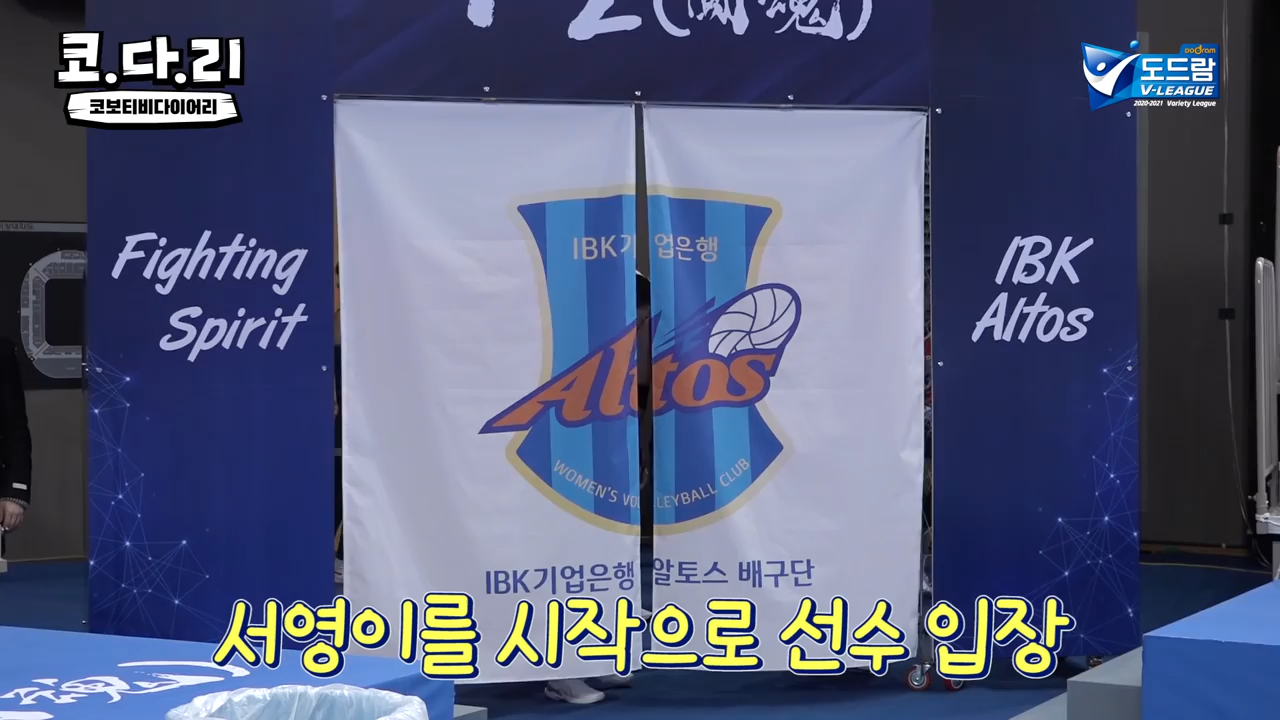 코.다.리
코보티비다이어리
DODram
도드람
V-LEAGUE
2020-2021 Variety League
(鬪魂)
Fighting
Spirit
IBK
Altos
IBK기업은행
Altos
WOMEN'S VOLLEYBALL CLUB
IBK기업은행 알토스 배구단
서영이를 시작으로 선수 입장